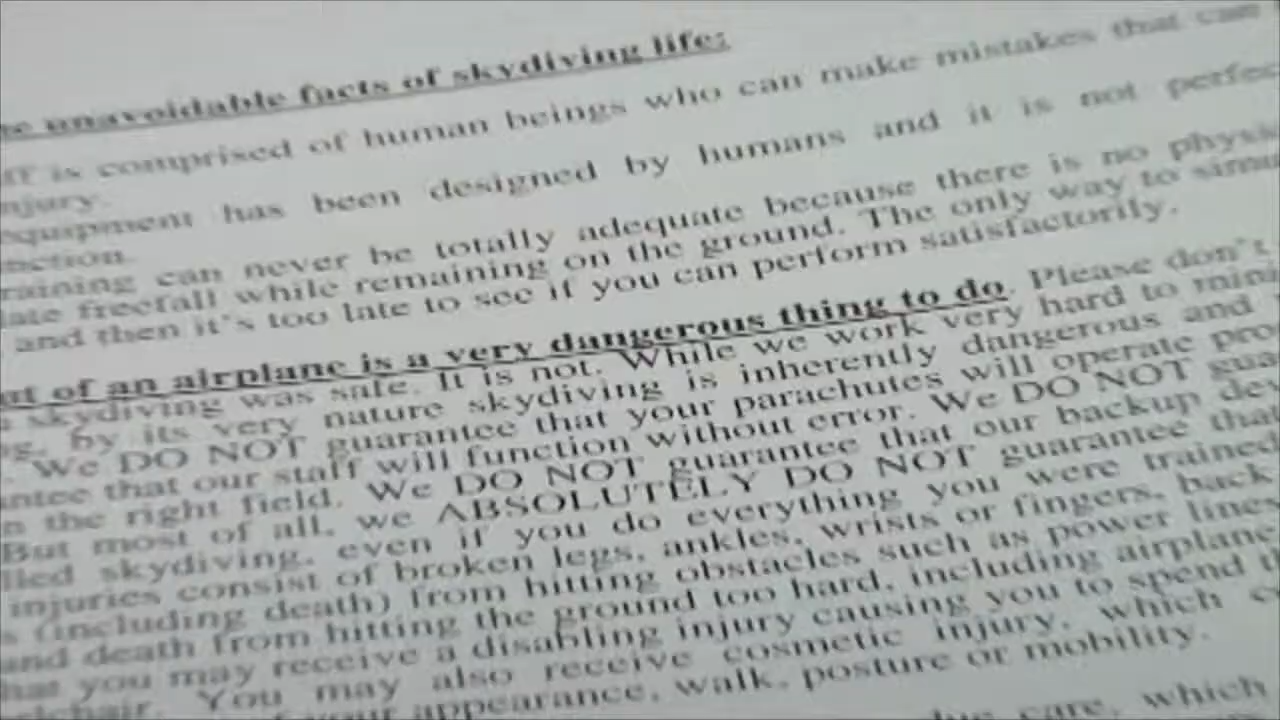 unavoidable facts of skydiving life:
is comprised of human beings who can make mistakes that can
njury.
equipment has been designed by humans and it is not perfec
nction.
raining can never be totally adequate because there is no physi
late freefall while remaining on the ground. The only way to simu
and then it's too late to see if you can perform satisfactorily.
ut of an airplane is a very dangerous thing to do. Please don't
skydiving was safe. It is not. While we work very hard to mini
ng, by its very nature skydiving is inherently dangerous and
We DO NOT guarantee that your parachutes will operate pro
antee that our staff will function without error. We DO NOT gua
n the right field. We DO NOT guarantee that our backup dev
But most of all, we ABSOLUTELY DO NOT guarantee tha
lled skydiving, even if you do everything you were trained
injuries consist of broken legs, ankles, wrists or fingers, back
s (including death) from hitting obstacles such as power lines
and death from hitting the ground too hard, including airplane
hat you may receive a disabling injury causing you to spend
elchair. You may also receive cosmetic injury, which
of your appearance, walk, posture or mobility.
care, which